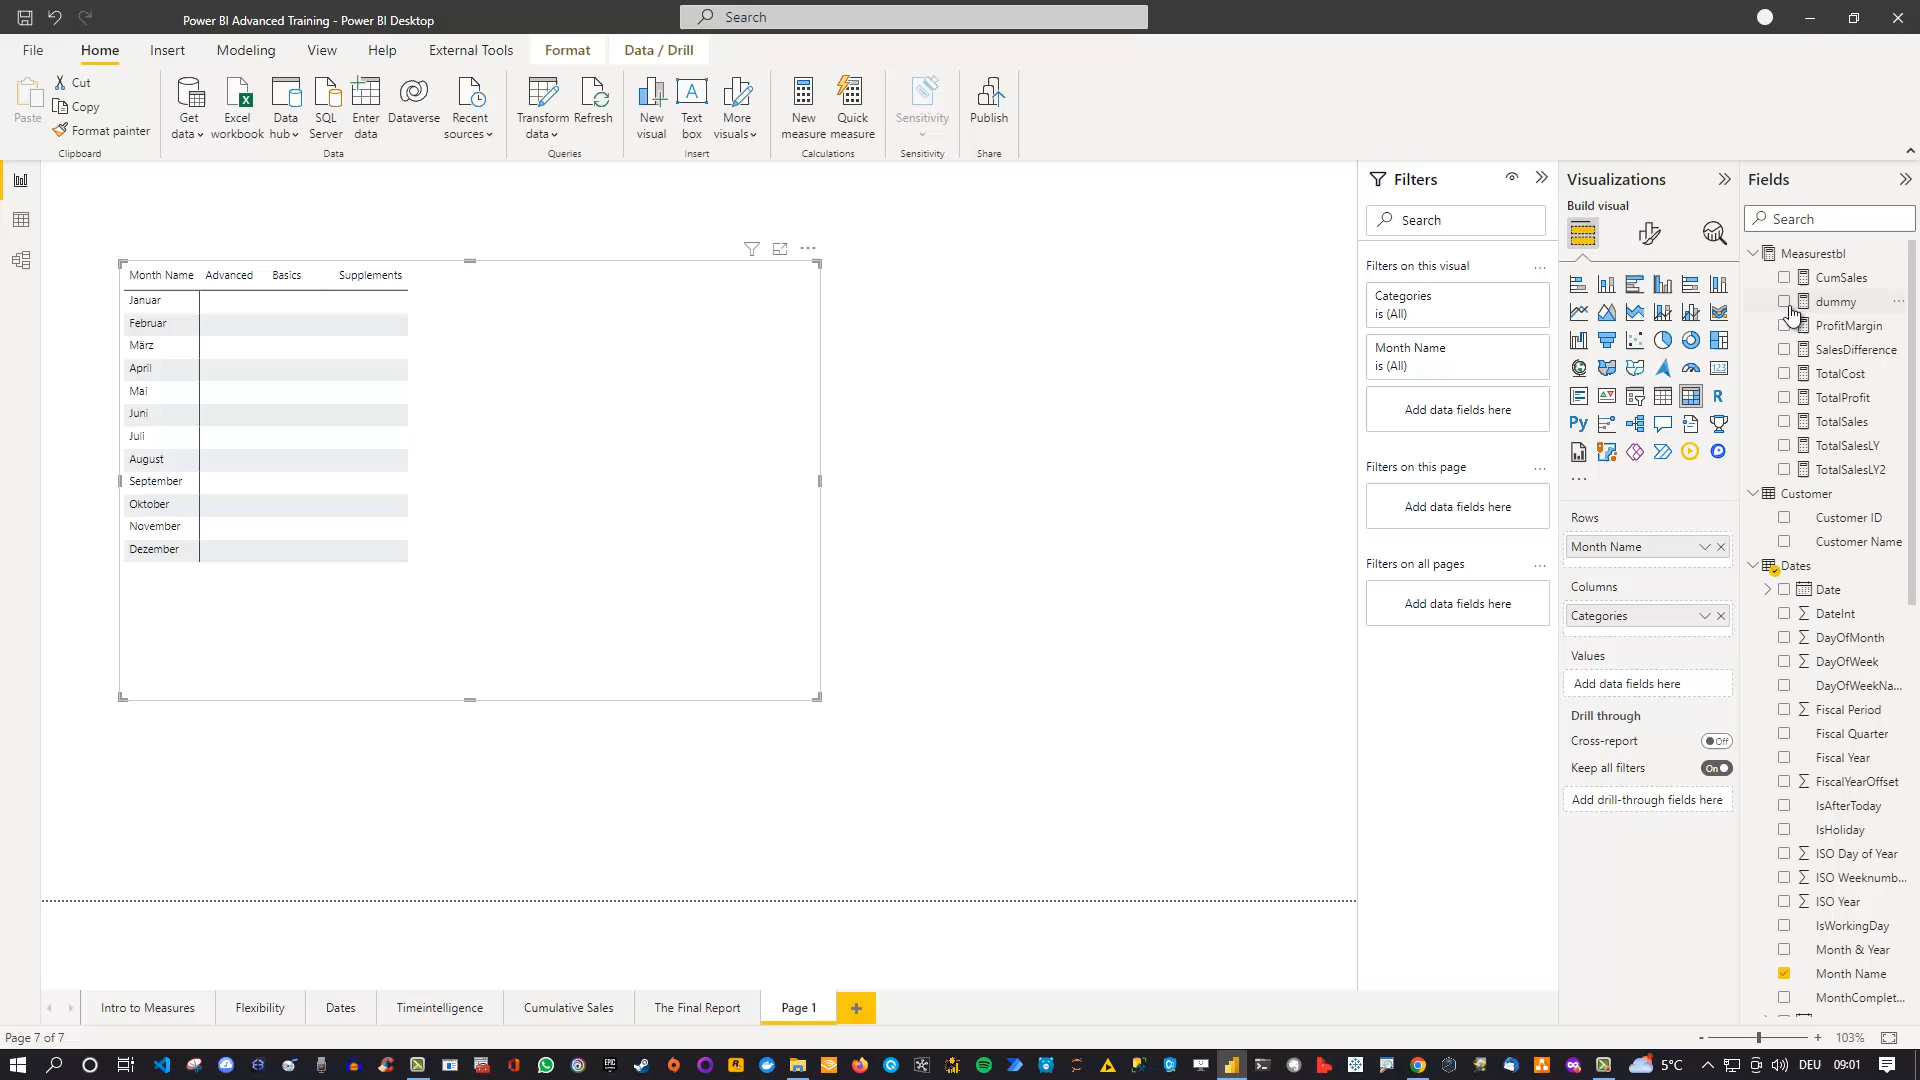 Power BI Advanced Training - Power BI Desktop
Search
File
Home
Insert
Modeling
View
Help
External Tools
Format
Data / Drill
Paste
Cut
Copy
Format painter
Clipboard
Get
data
Excel
workbook
Data
hub
SQL
Server
Enter
data
Dataverse
Recent
sources
Data
Transform
data
Refresh
Queries
New
visual
Text
box
More
visuals
Insert
New
measure
Quick
measure
Calculations
Sensitivity
Sensitivity
Publish
Share
Month Name Advanced Basics Supplements
Januar
Februar
März
April
Mai
Juni
Juli
August
September
Oktober
November
Dezember
Filters
Search
Filters on this visual
Categories
is (All)
Month Name
is (All)
Add data fields here
Filters on this page
Add data fields here
Filters on all pages
Add data fields here
Visualizations
Build visual
123
R
Py
Rows
Month Name
Columns
Categories
Values
Add data fields here
Drill through
Cross-report
Off
Keep all filters
On
Add drill-through fields here
Fields
Search
Measurestbl
CumSales
dummy
ProfitMargin
SalesDifference
TotalCost
TotalProfit
TotalSales
TotalSalesLY
TotalSalesLY2
Customer
Customer ID
Customer Name
Dates
Date
DateInt
DayOfMonth
DayOfWeek
DayOfWeekNa...
Fiscal Period
Fiscal Quarter
Fiscal Year
FiscalYearOffset
IsAfterToday
IsHoliday
ISO Day of Year
ISO Weeknumb...
ISO Year
IsWorkingDay
Month & Year
Month Name
MonthComplet...
Intro to Measures
Flexibility
Dates
Timeintelligence
Cumulative Sales
The Final Report
Page 1
Page 7 of 7
103%
5°C
DEU
09:01